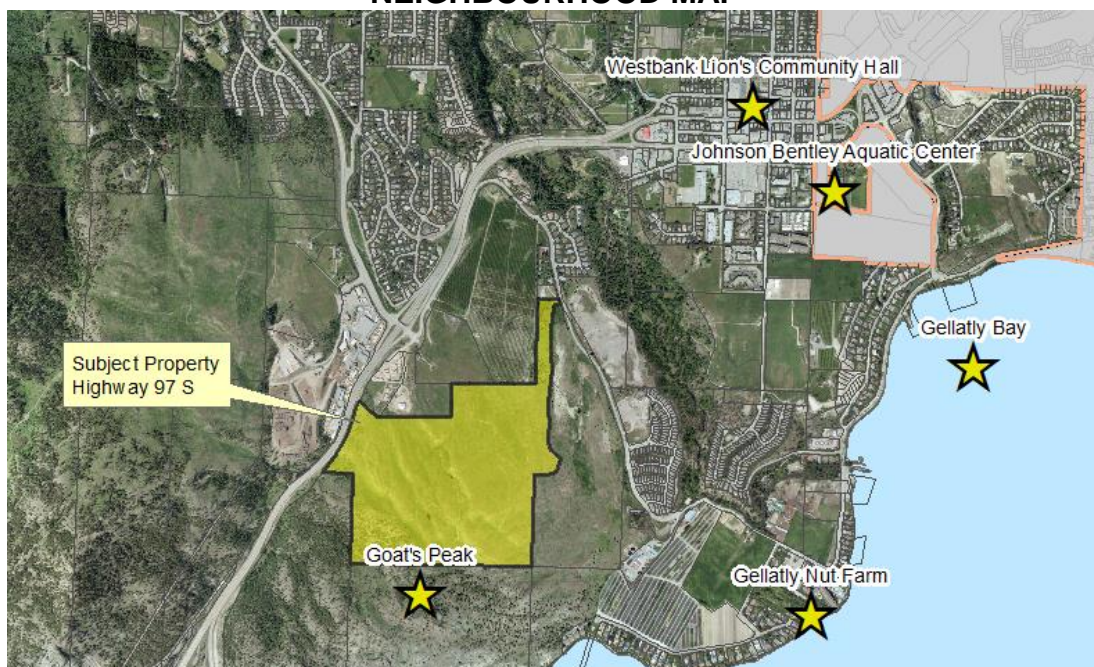 Westbank Lion's Community Hall
Johnson Bentley Aquatic Center
Gellatly Bay
Subject Property
Highway 97 S
Goat's Peak
Gellatly Nut Farm